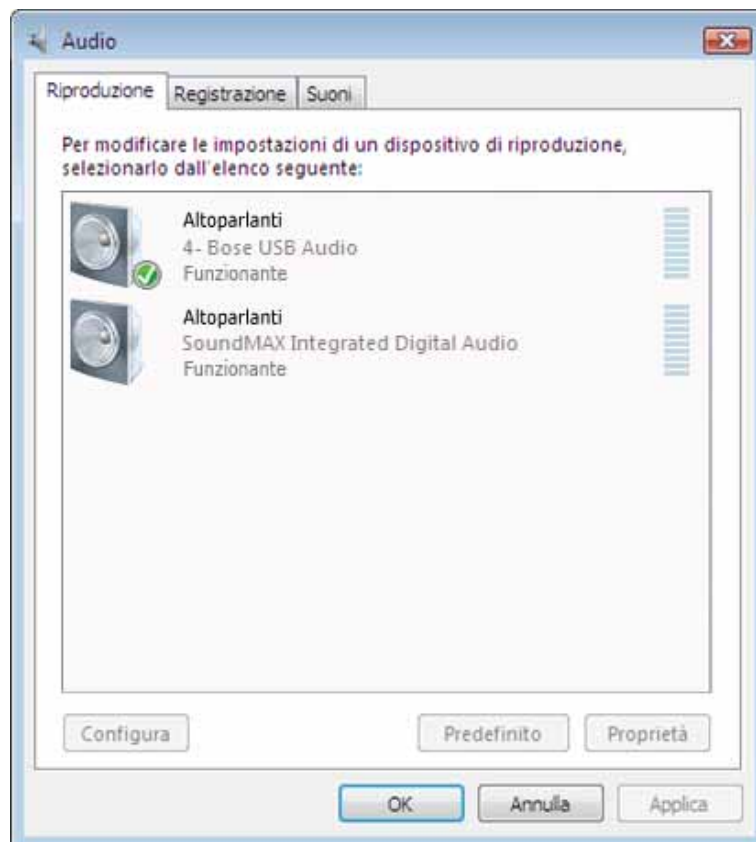 Audio
Riproduzione Registrazione Suoni
Per modificare le impostazioni di un dispositivo di riproduzione,
selezionarlo dall'elenco seguente:
Altoparlanti
4- Bose USB Audio
Funzionante
Altoparlanti
SoundMAX Integrated Digital Audio
Funzionante
Configura Predefinito Proprietà
OK Annulla Applica